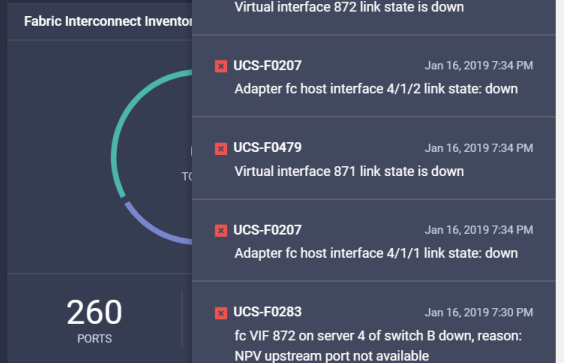 Virtual interface 872 link state is down
Fabric Interconnect
UCS-F0207 Jan 16, 2019 7:34 PM
Adapter fc host interface 4/1/2 link state: down
UCS-F0479 Jan 16, 2019 7:34 PM
Virtual interface 871 link state is down
UCS-F0207 Jan 16, 2019 7:34 PM
Adapter fc host interface 4/1/1 link state: down
260
PORTS
UCS-F0283 Jan 16, 2019 7:30 PM
fc VIF 872 on server 4 of switch B down, reason:
NPV upstream port not available